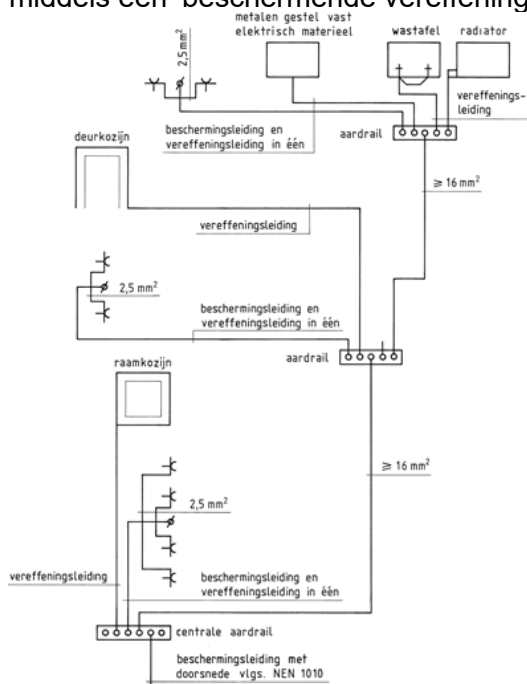 middels een beschermende vereffening
metalen gestel vast
elektrisch materieel
wastafel
radiator
2,5 mm²
vereffenings-
leiding
beschermingsleiding en
vereffeningsleiding in één
aardrail
deurkozijn
≥ 16 mm²
vereffeningsleiding
2,5 mm²
beschermingsleiding en
vereffeningsleiding in één
aardrail
raamkozijn
≥ 16 mm²
2,5 mm²
vereffeningsleiding
beschermingsleiding en
vereffeningsleiding in één
centrale aardrail
beschermingsleiding met
doorsnede vlgs. NEN 1010